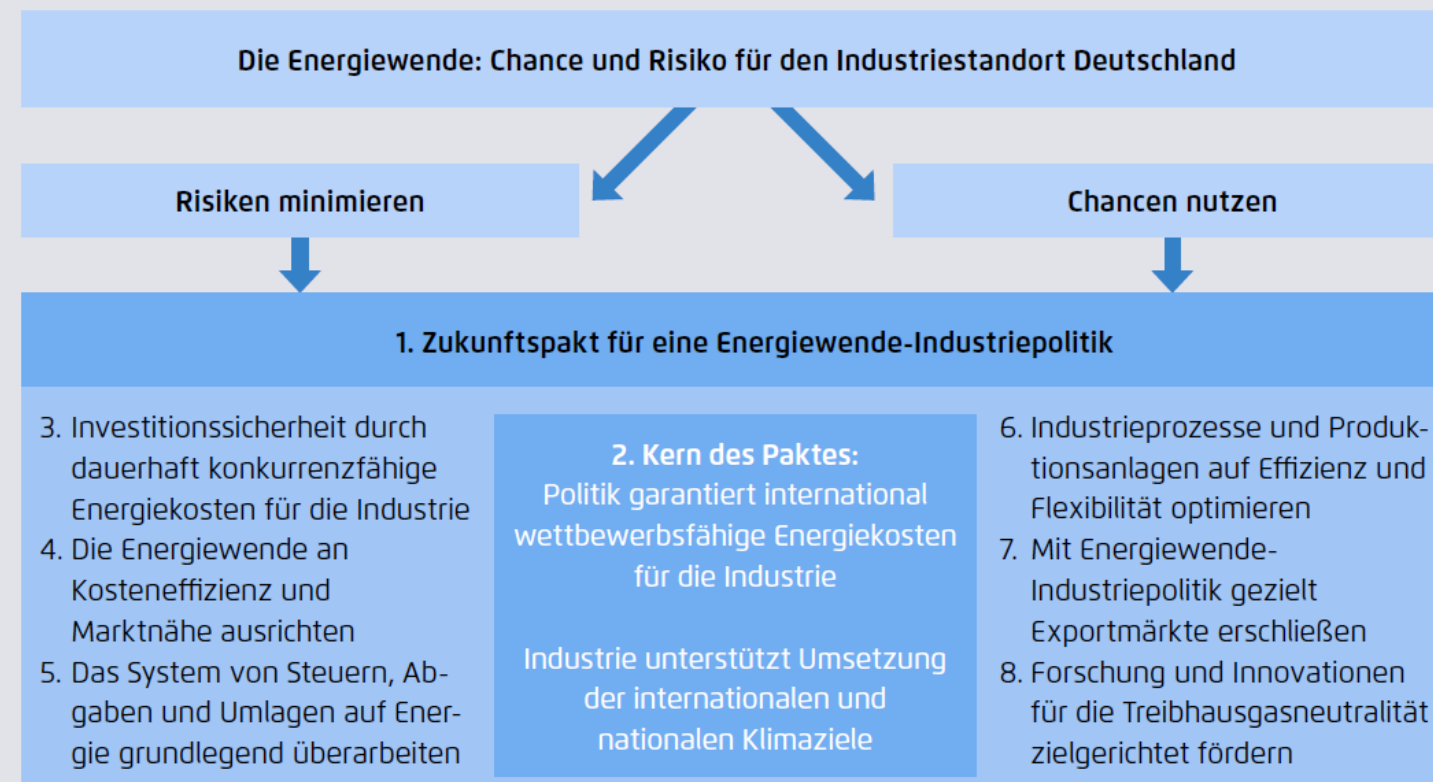 Die Energiewende: Chance und Risiko für den Industriestandort Deutschland
Risiken minimieren
Chancen nutzen
1. Zukunftspakt für eine Energiewende-Industriepolitik
3. Investitionssicherheit durch
dauerhaft konkurrenzfähige
Energiekosten für die Industrie
4. Die Energiewende an
Kosteneffizienz und
Marktnähe ausrichten
5. Das System von Steuern, Ab-
gaben und Umlagen auf Ener-
gie grundlegend überarbeiten
2. Kern des Paktes:
Politik garantiert international
wettbewerbsfähige Energiekosten
für die Industrie
Industrie unterstützt Umsetzung
der internationalen und
nationalen Klimaziele
6. Industrieprozesse und Produk-
tionsanlagen auf Effizienz und
Flexibilität optimieren
7. Mit Energiewende-
Industriepolitik gezielt
Exportmärkte erschließen
8. Forschung und Innovationen
für die Treibhausgasneutralität
zielgerichtet fördern